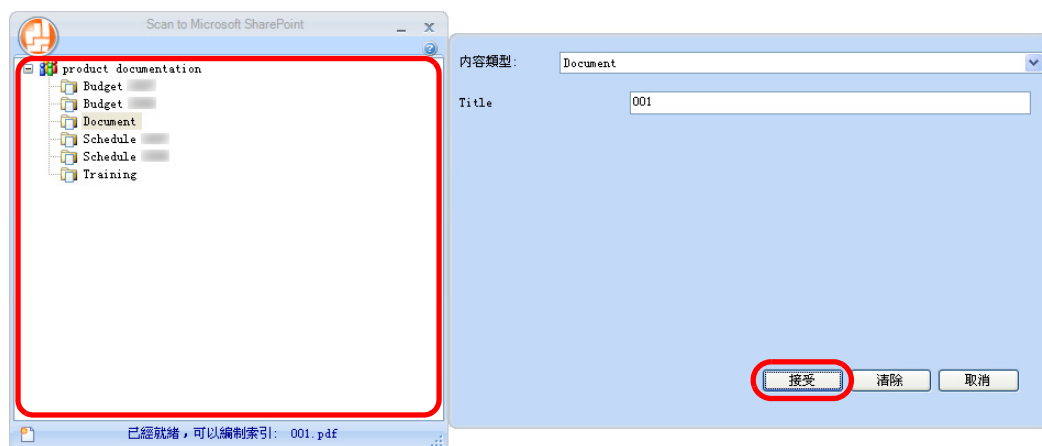 Scan to Microsoft SharePoint
product documentation
Budget
Budget
Document
Schedule
Schedule
Training
已經就緒，可以編制索引: 001.pdf
內容類型: Document
Title 001
接受 清除 取消